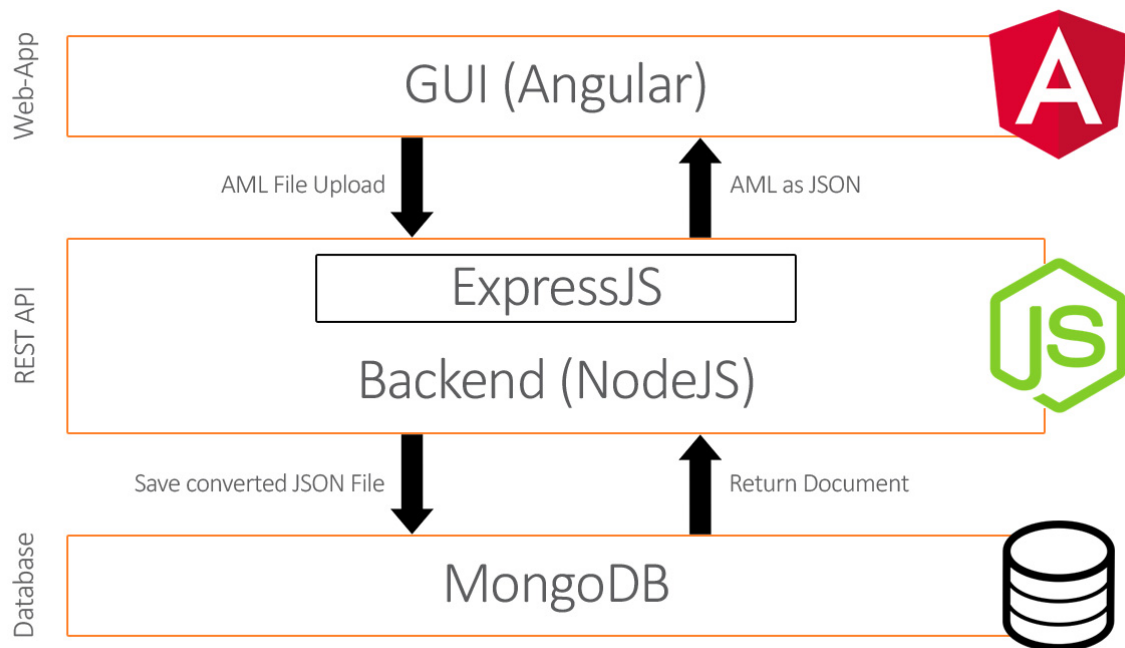 Web-App
GUI (Angular)
A
AML File Upload
AML as JSON
REST API
ExpressJS
Backend (NodeJS)
JS
Save converted JSON File
Return Document
Database
MongoDB